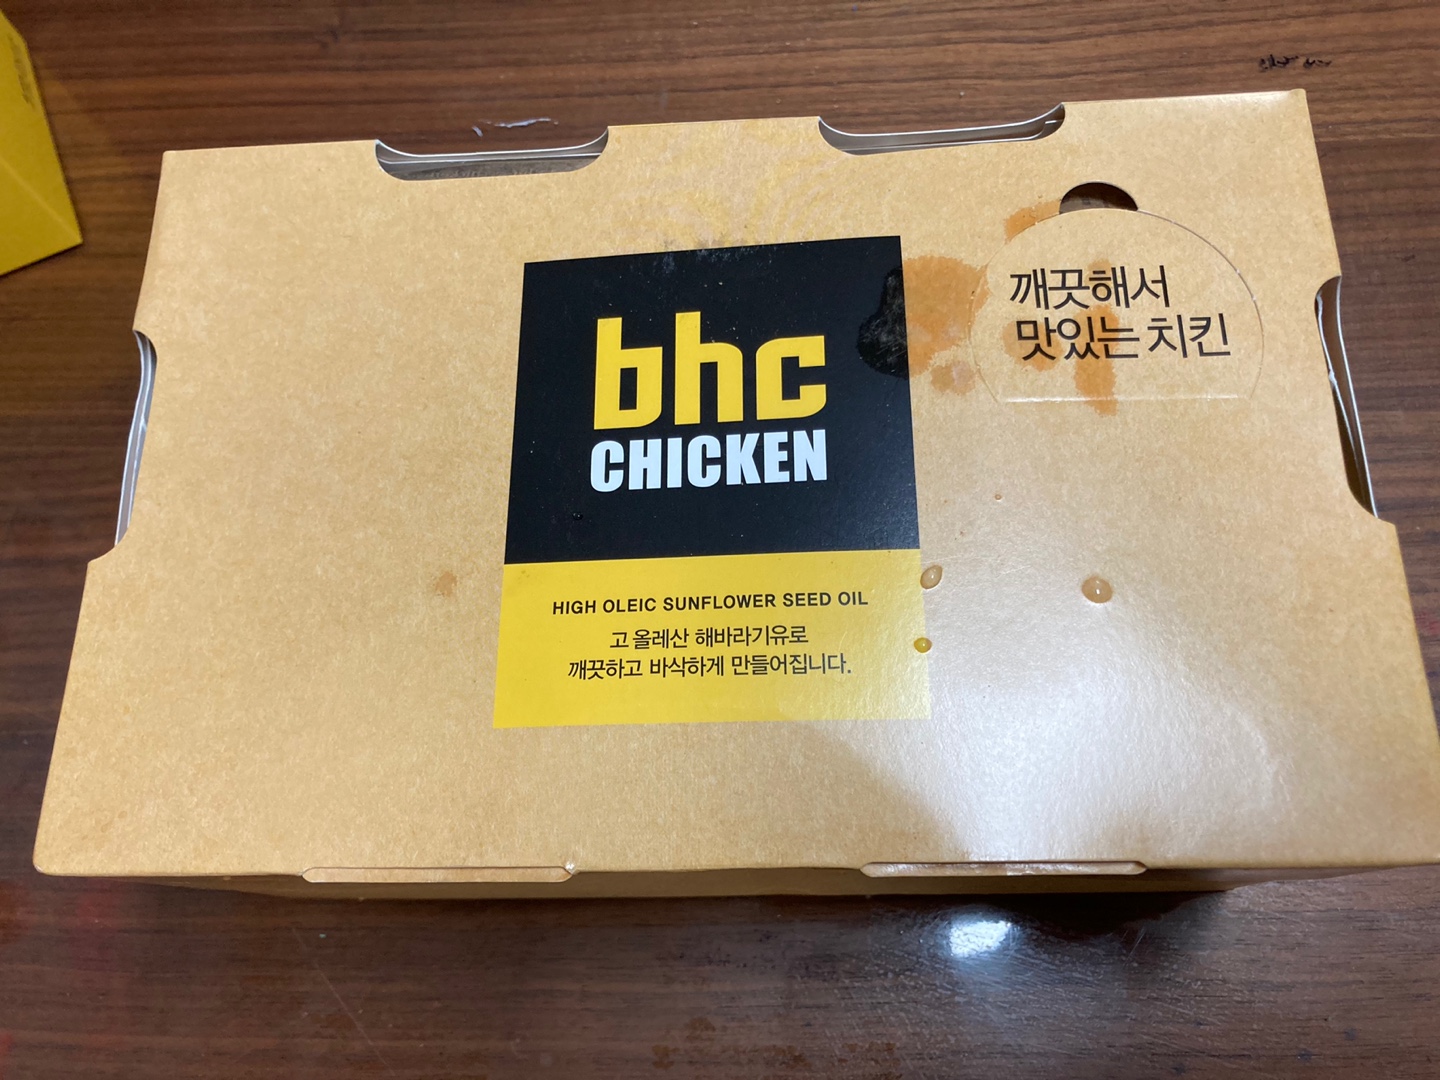 깨끗해서
맛있는 치킨
bhc
CHICKEN
HIGH OLEIC SUNFLOWER SEED OIL
고 올레산 해바라기유로
깨끗하고 바삭하게 만들어집니다.